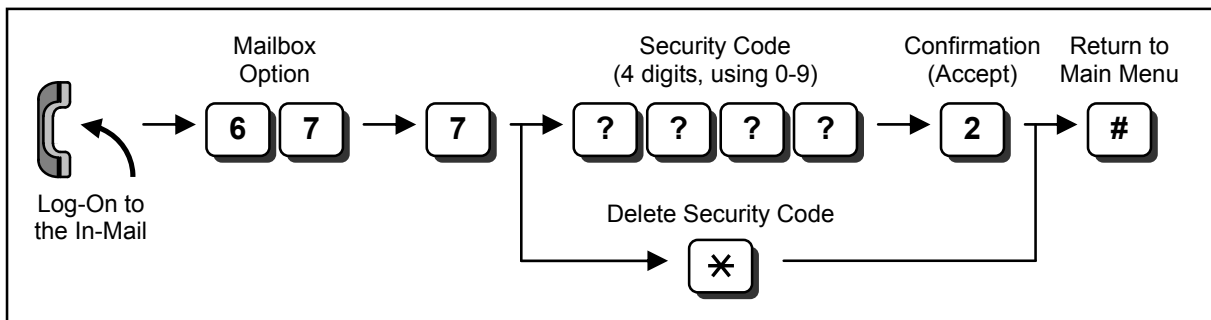 Mailbox
Option
Security Code
(4 digits, using 0-9)
Confirmation
(Accept)
Return to
Main Menu
6 7 7 ? ? ? ? 2 #
Log-On to
the In-Mail
Delete Security Code
*